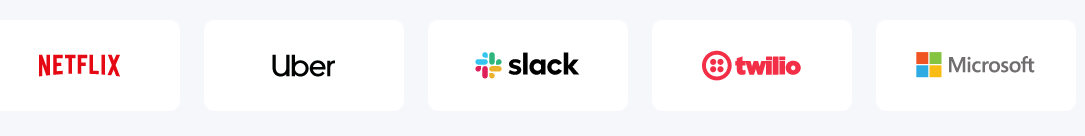 NETFLIX
Uber
slack
twilio
Microsoft